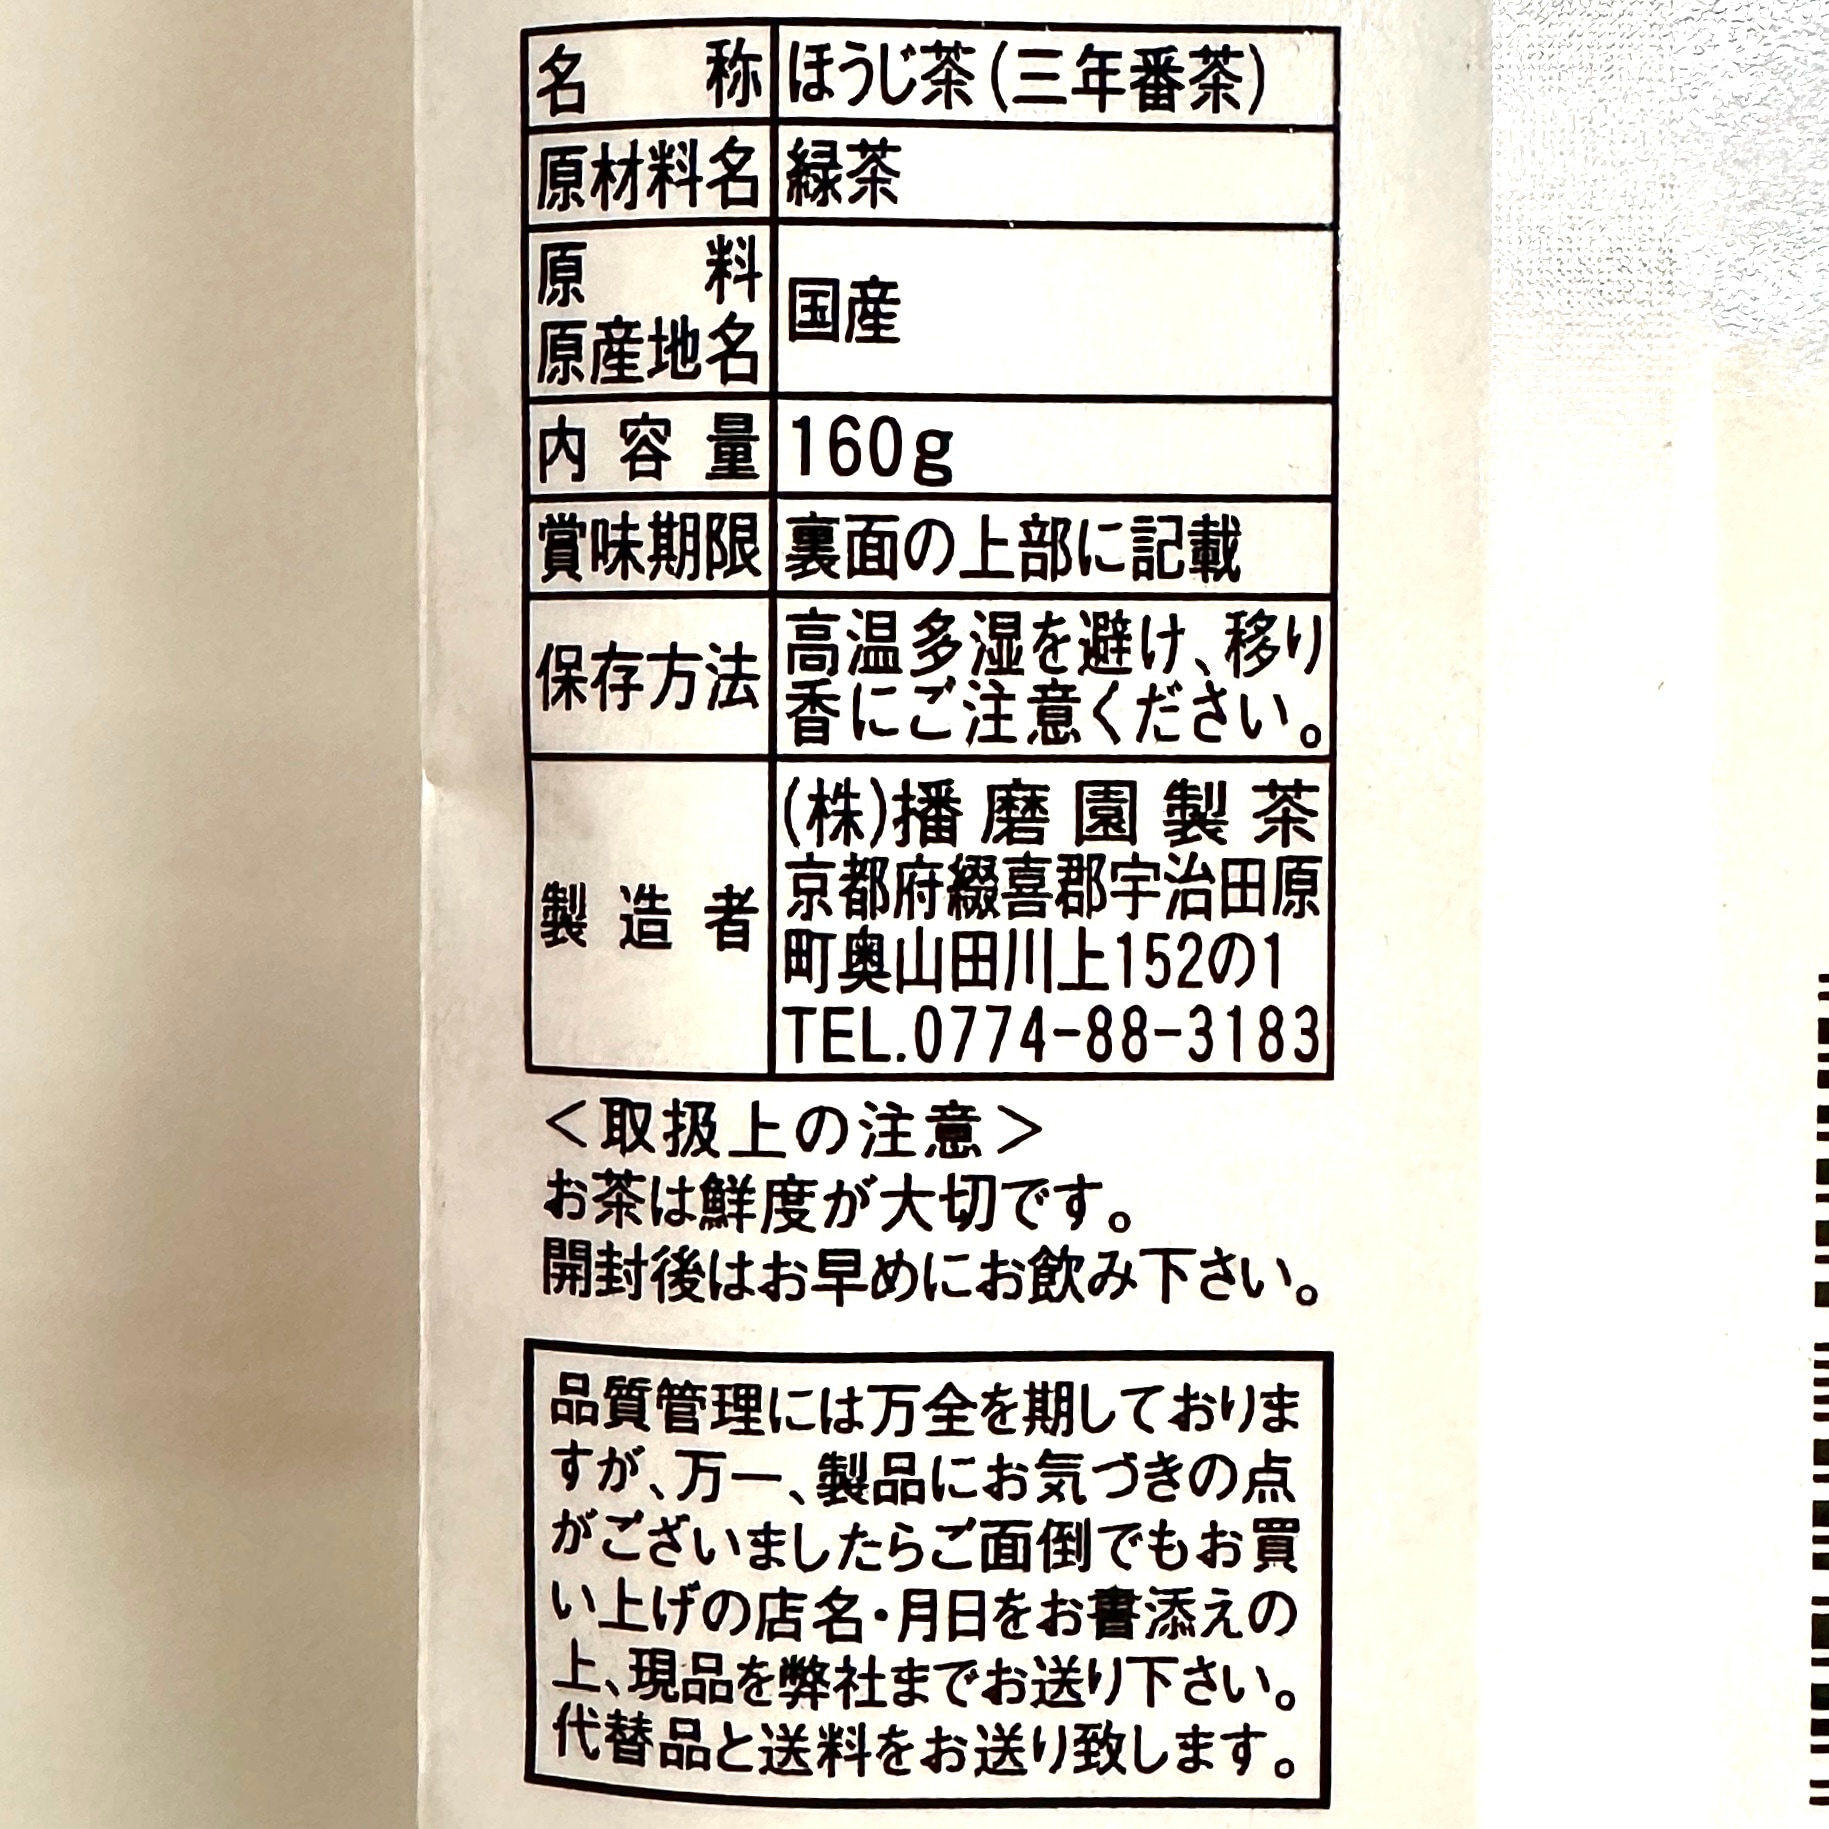 名称 ほうじ茶(三年番茶)
原材料名 緑茶
原料
原産地名 国産
内容量 160g
賞味期限 裏面の上部に記載
保存方法 高温多湿を避け、移り
香にご注意ください。
製造者 (株)播磨園製茶
京都府綴喜郡宇治田原
町奥山田川上152の1
TEL.0774-88-3183
<取扱上の注意>
お茶は鮮度が大切です。
開封後はお早めにお飲み下さい。
品質管理には万全を期しておりま
すが、万一、製品にお気づきの点
がございましたらご面倒でもお買
い上げの店名・月日をお書添えの
上、現品を弊社までお送り下さい。
代替品と送料をお送り致します。